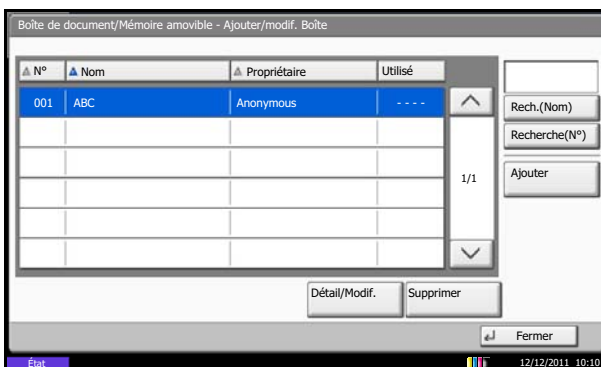 Boîte de document/Mémoire amovible - Ajouter/modif. Boîte
N° Nom Propriétaire Utilisé
001 ABC Anonymous - - - -
Rech.(Nom)
Recherche(N°)
1/1
Ajouter
Détail/Modif. Supprimer
Fermer
État 12/12/2011 10:10